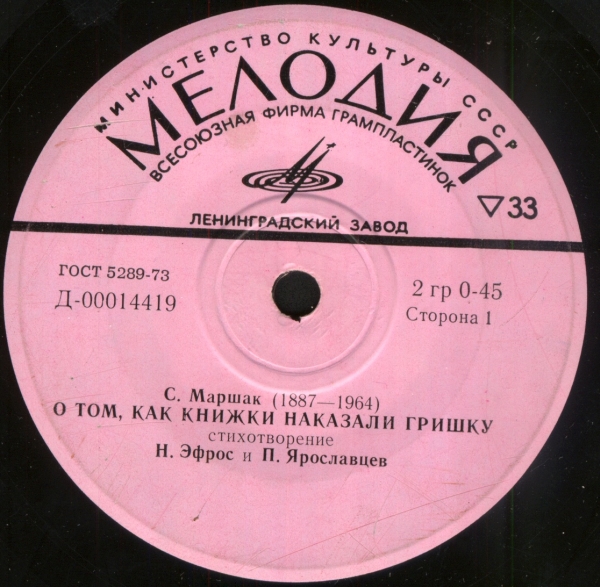 МИНИСТЕРСТВО КУЛЬТУРЫ СССР
МЕЛОДИЯ
ВСЕСОЮЗНАЯ ФИРМА ГРАМПЛАСТИНОК
33
ЛЕНИНГРАДСКИЙ ЗАВОД
ГОСТ 5289-73
2 гр 0-45
Д-00014419
Сторона 1
С. Маршак (1887—1964)
О ТОМ, КАК КНИЖКИ НАКАЗАЛИ ГРИШКУ
стихотворение
Н. Эфрос и П. Ярославцев